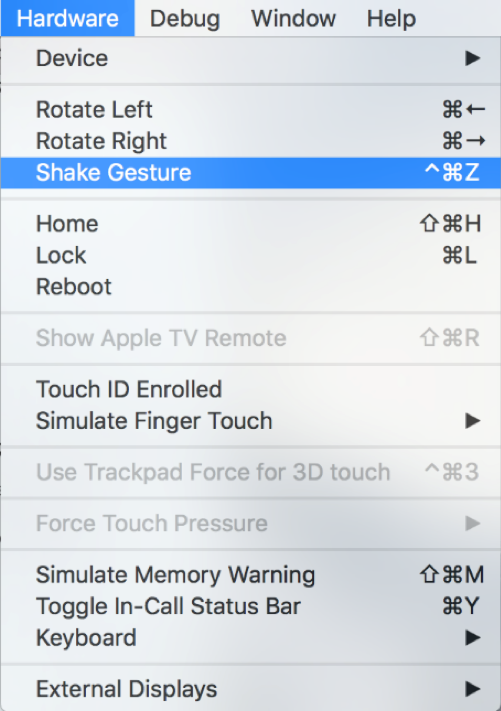 Hardware Debug Window Help
Device ▶
Rotate Left ⌘←
Rotate Right ⌘→
Shake Gesture ^⌘Z
Home ⇧⌘H
Lock ⌘L
Reboot
Show Apple TV Remote ⇧⌘R
Touch ID Enrolled
Simulate Finger Touch ▶
Use Trackpad Force for 3D touch ^⌘3
Force Touch Pressure ▶
Simulate Memory Warning ⇧⌘M
Toggle In-Call Status Bar ⌘Y
Keyboard ▶
External Displays ▶